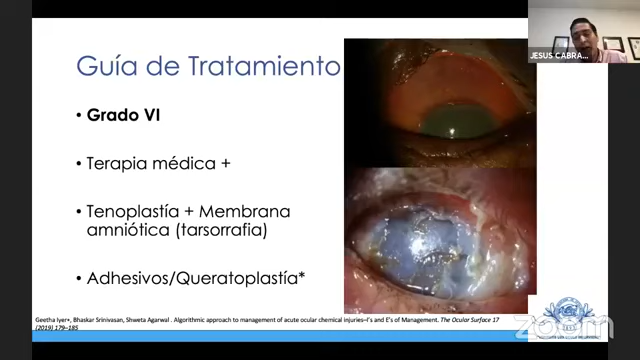 JESUS CABRA...
Guía de Tratamiento
• Grado VI
• Terapia médica +
• Tenoplastía + Membrana
amniótica (tarsorrafia)
• Adhesivos/Queratoplastía*
Geetha Iyer∗, Bhaskar Srinivasan, Shweta Agarwal . Algorithmic approach to management of acute ocular chemical injuries–I's and E's of Management. The Ocular Surface 17
(2019) 179–185
zoom